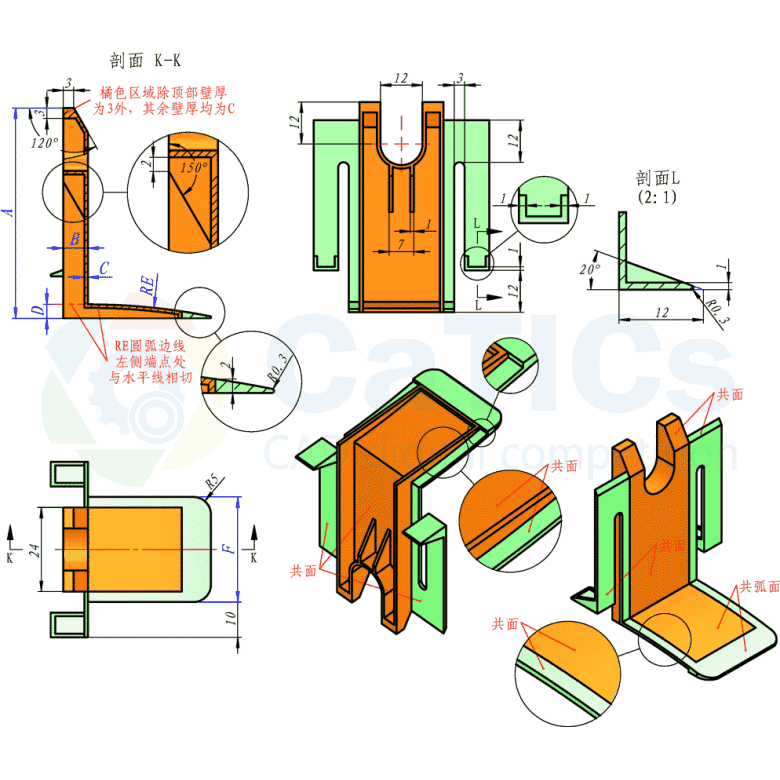 剖面 K-K
3
橘色区域除顶部壁厚
为3外，其余壁厚均为C
3
120°
A
2
150°
B
C
RE
D
RE圆弧边线
左侧端点处
与水平线相切
2
R0.3
12
3
12
12
1
1
L
1
7
1
12
L
剖面L
(2:1)
20°
1
R0.3
12
CaTICs
共面
共面
共面
共面
共弧面
共面
R5
K
24
F
K
10